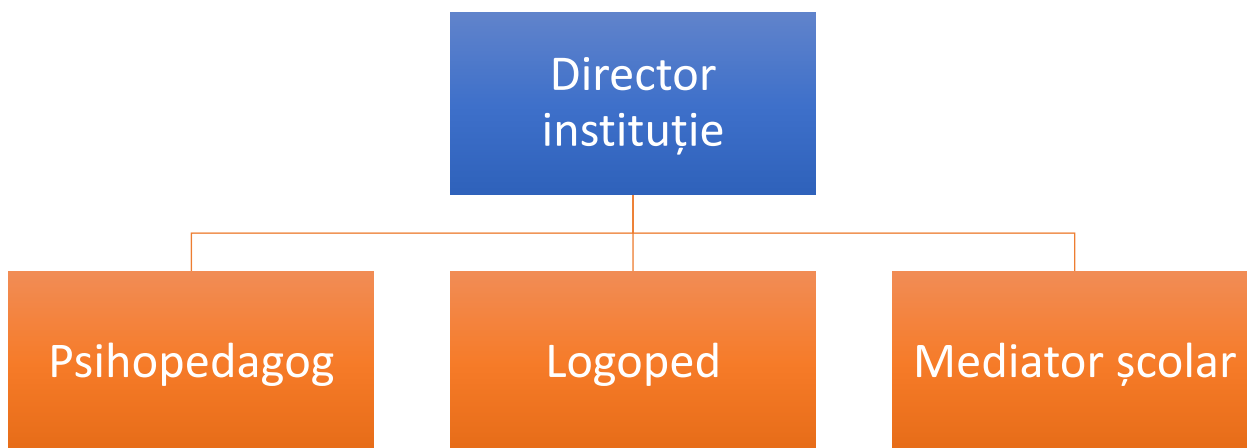 Director
instituție
Psihopedagog
Logoped
Mediator școlar